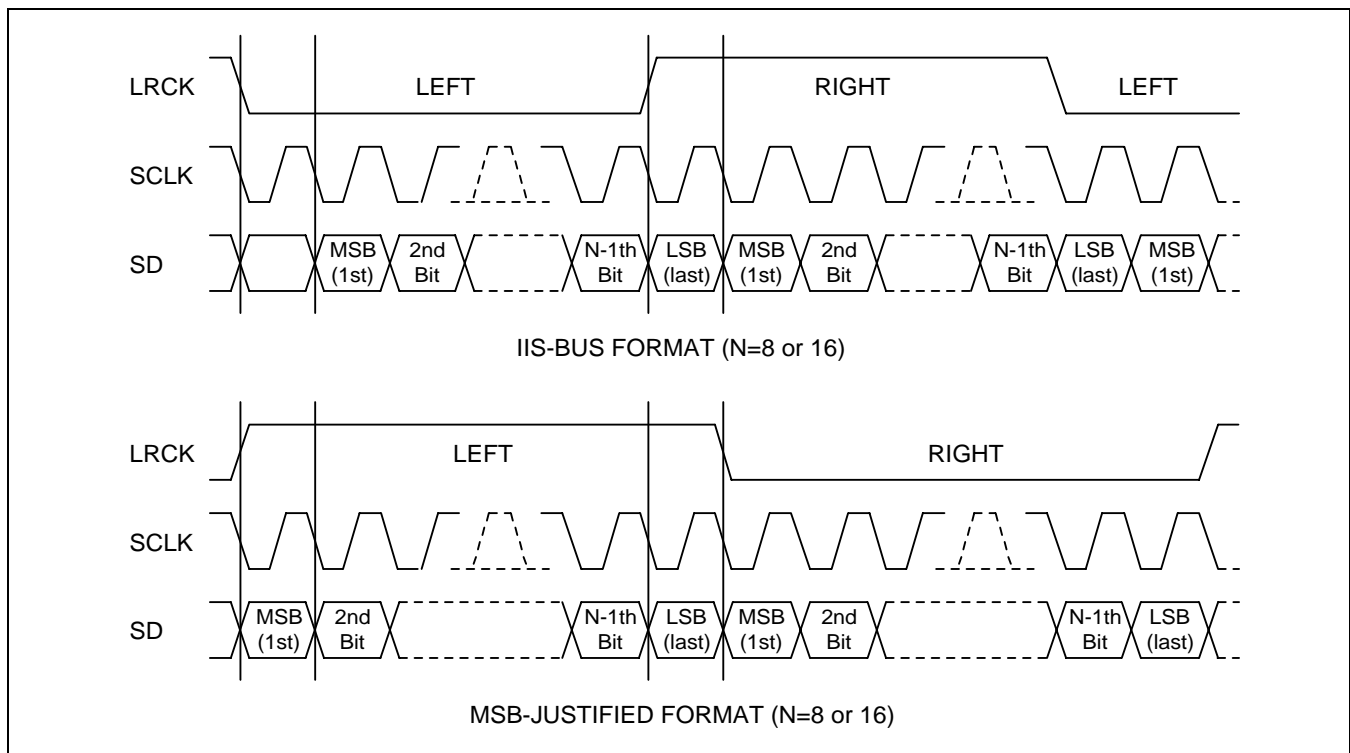 LRCK LEFT RIGHT LEFT
SCLK
SD MSB (1st) 2nd Bit N-1th Bit LSB (last) MSB (1st) 2nd Bit N-1th Bit LSB (last) MSB (1st)
IIS-BUS FORMAT (N=8 or 16)
LRCK LEFT RIGHT
SCLK
SD MSB (1st) 2nd Bit N-1th Bit LSB (last) MSB (1st) 2nd Bit N-1th Bit LSB (last)
MSB-JUSTIFIED FORMAT (N=8 or 16)